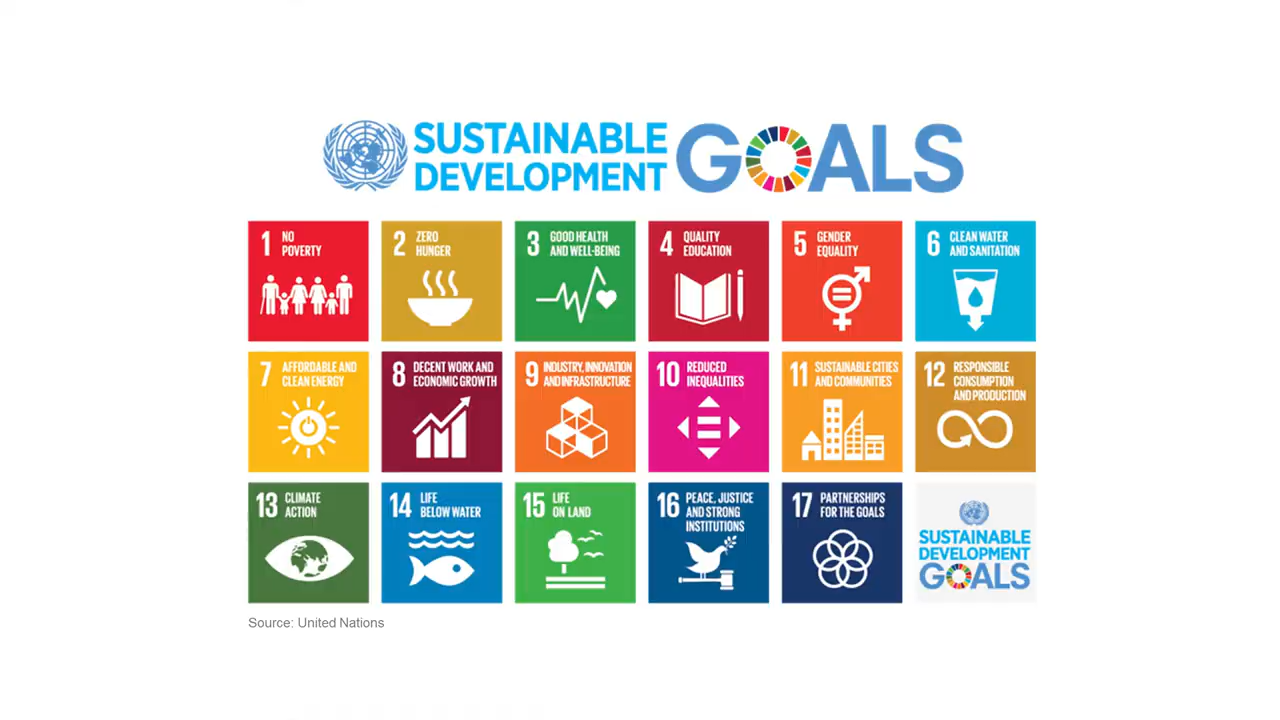 SUSTAINABLE
DEVELOPMENT
GOALS
1 NO
POVERTY
2 ZERO
HUNGER
3 GOOD HEALTH
AND WELL-BEING
4 QUALITY
EDUCATION
5 GENDER
EQUALITY
6 CLEAN WATER
AND SANITATION
7 AFFORDABLE AND
CLEAN ENERGY
8 DECENT WORK AND
ECONOMIC GROWTH
9 INDUSTRY, INNOVATION
AND INFRASTRUCTURE
10 REDUCED
INEQUALITIES
11 SUSTAINABLE CITIES
AND COMMUNITIES
12 RESPONSIBLE
CONSUMPTION
AND PRODUCTION
13 CLIMATE
ACTION
14 LIFE
BELOW WATER
15 LIFE
ON LAND
16 PEACE, JUSTICE
AND STRONG
INSTITUTIONS
17 PARTNERSHIPS
FOR THE GOALS
SUSTAINABLE
DEVELOPMENT
GOALS
Source: United Nations